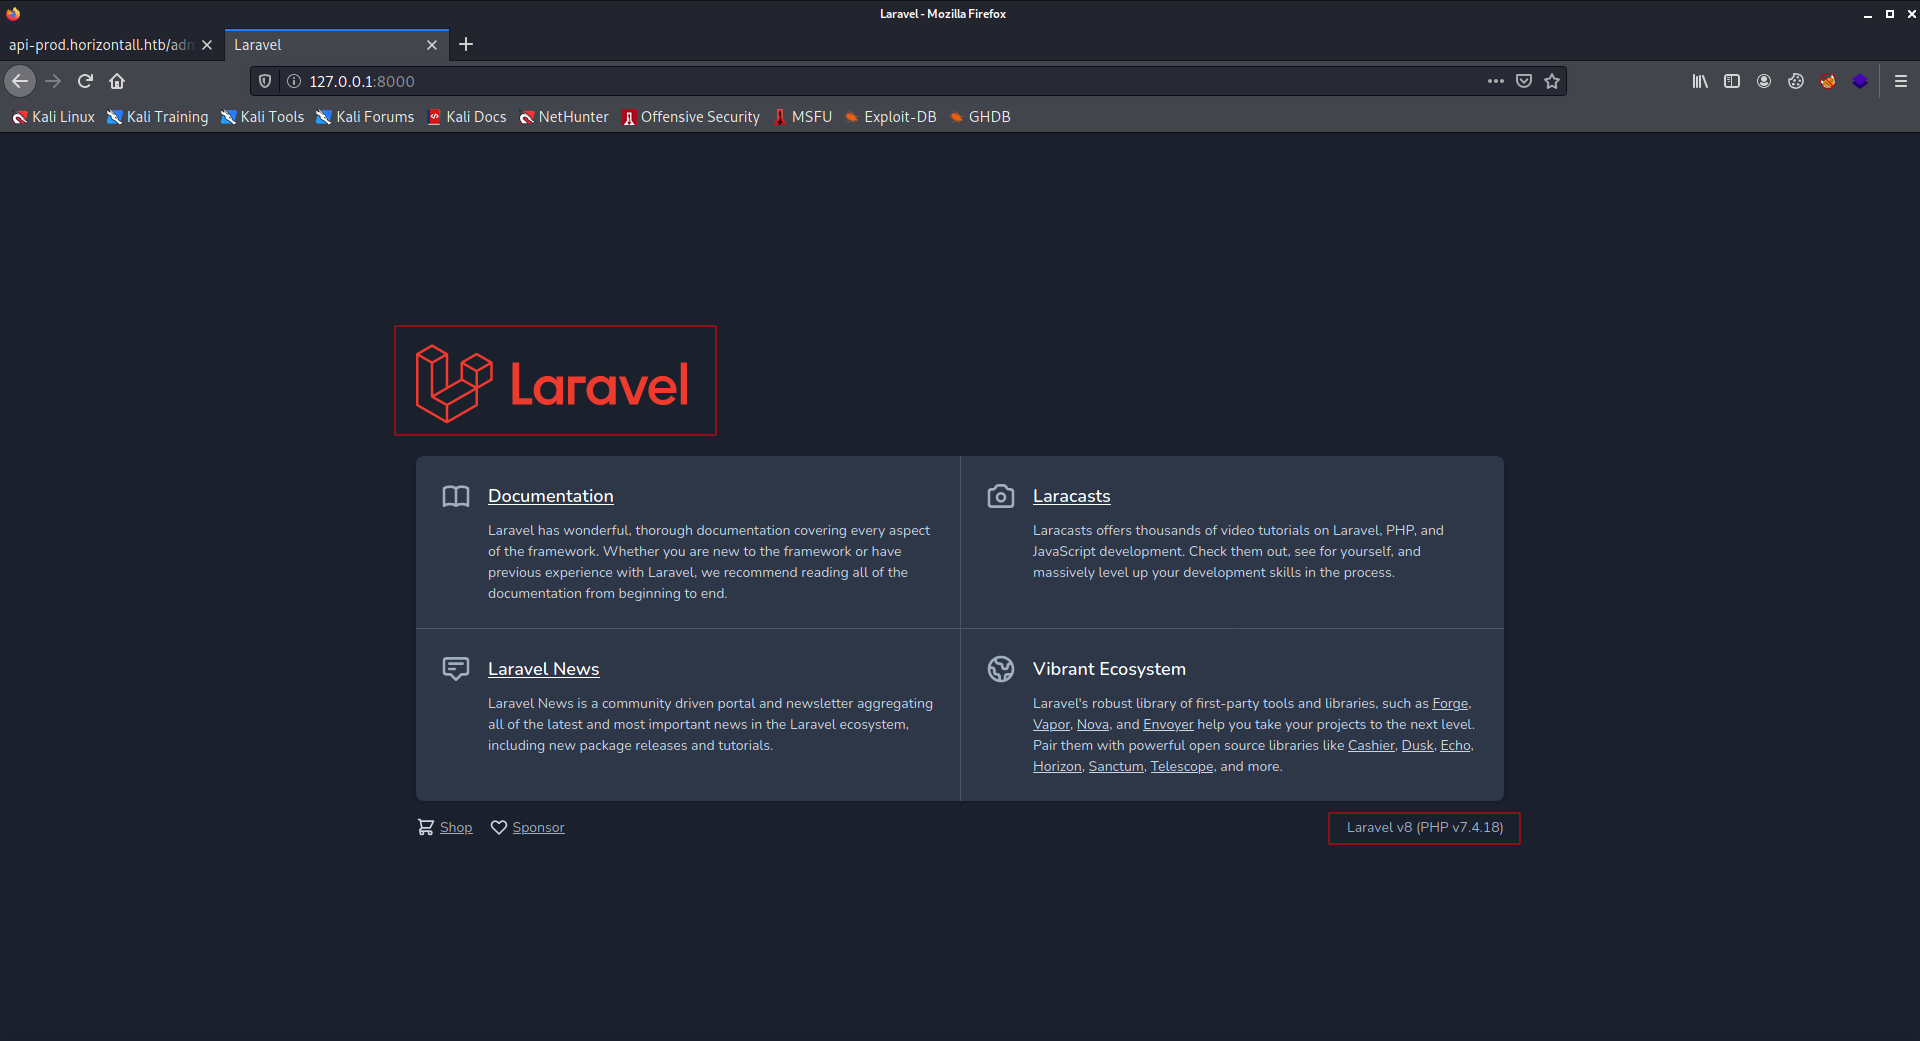 Laravel - Mozilla Firefox
api-prod.horizontall.htb/adm
Laravel
127.0.0.1:8000
Kali Linux
Kali Training
Kali Tools
Kali Forums
Kali Docs
NetHunter
Offensive Security
MSFU
Exploit-DB
GHDB
Laravel
Documentation
Laravel has wonderful, thorough documentation covering every aspect
of the framework. Whether you are new to the framework or have
previous experience with Laravel, we recommend reading all of the
documentation from beginning to end.
Laracasts
Laracasts offers thousands of video tutorials on Laravel, PHP, and
JavaScript development. Check them out, see for yourself, and
massively level up your development skills in the process.
Laravel News
Laravel News is a community driven portal and newsletter aggregating
all of the latest and most important news in the Laravel ecosystem,
including new package releases and tutorials.
Vibrant Ecosystem
Laravel's robust library of first-party tools and libraries, such as Forge,
Vapor, Nova, and Envoyer help you take your projects to the next level.
Pair them with powerful open source libraries like Cashier, Dusk, Echo,
Horizon, Sanctum, Telescope, and more.
Shop
Sponsor
Laravel v8 (PHP v7.4.18)